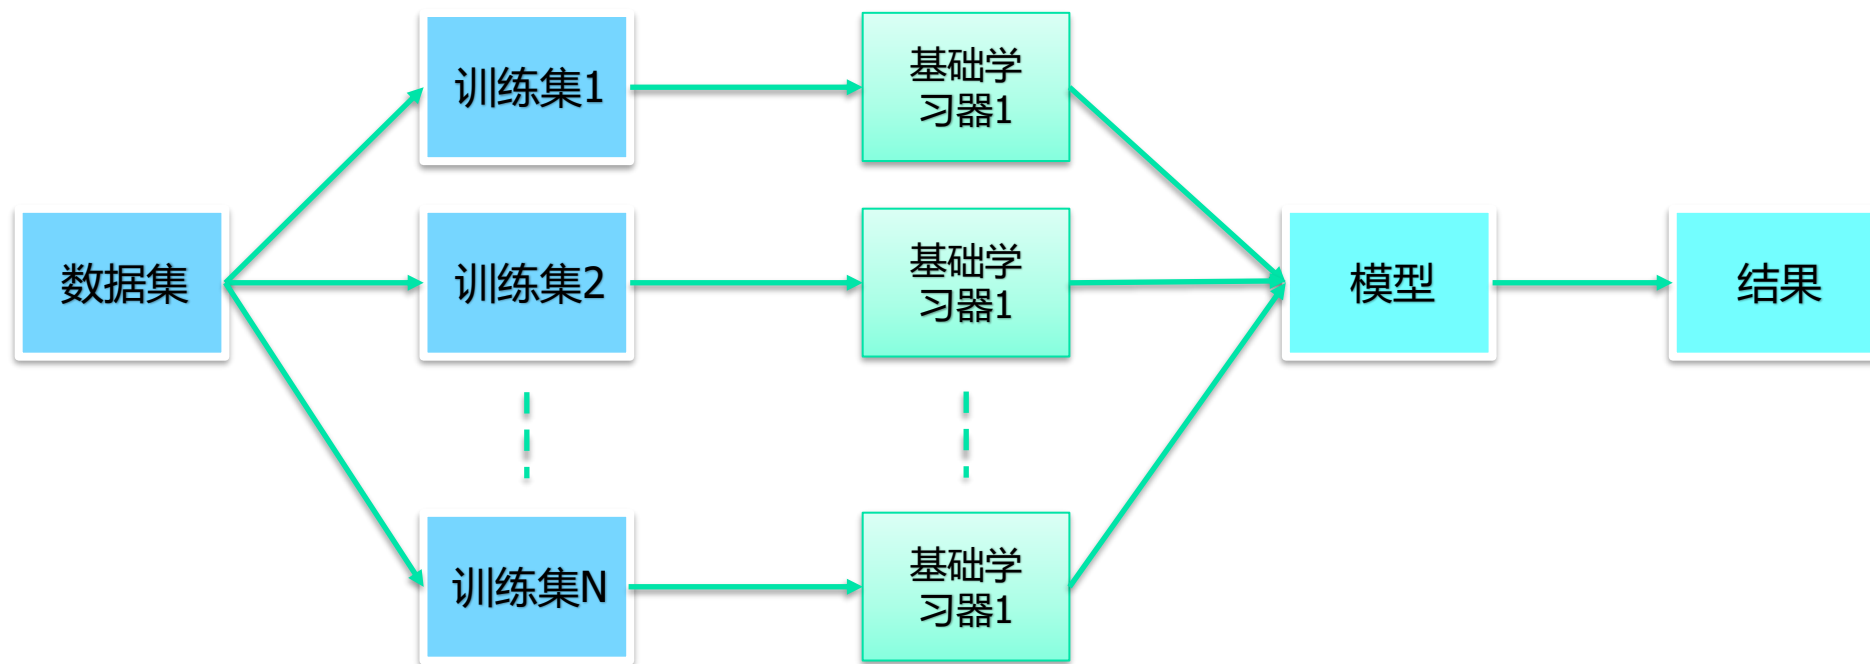 训练集1
基础学
习器1
数据集
训练集2
基础学
习器1
模型
结果
训练集N
基础学
习器1